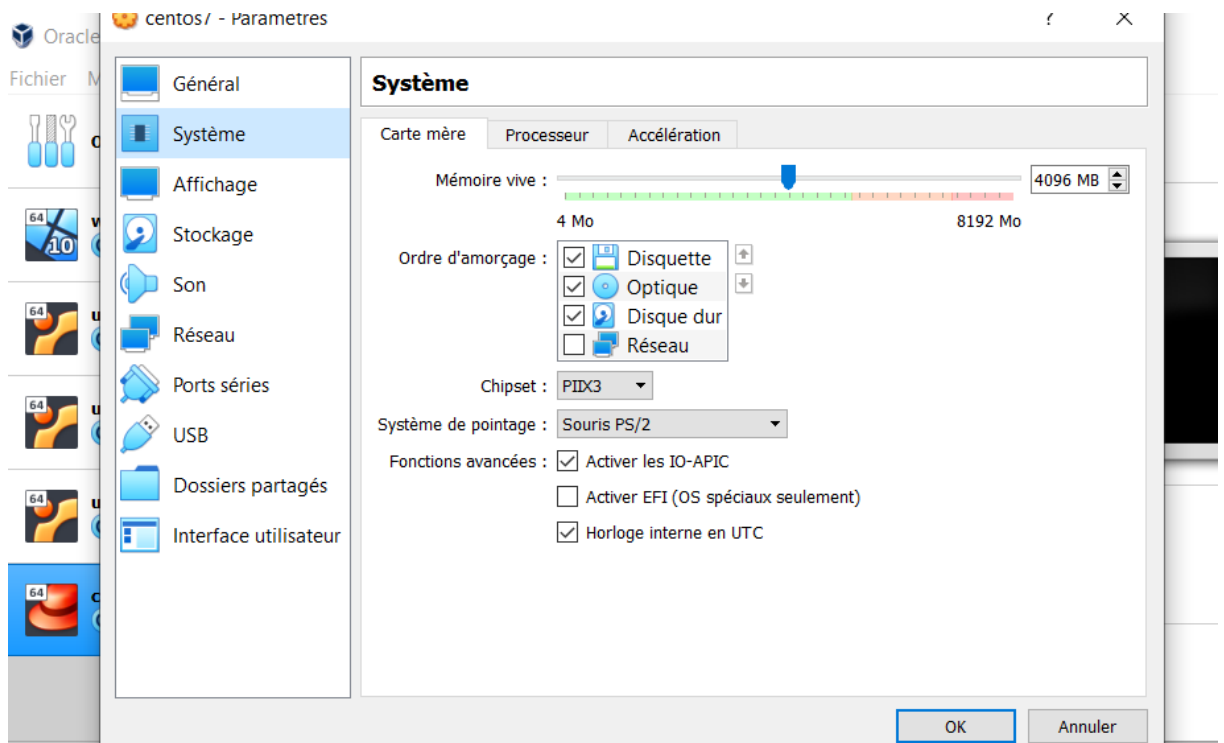 centos7 - Paramètres
?
X
Oracle
Fichier
Général
Système
Affichage
Stockage
Son
Réseau
Ports séries
USB
Dossiers partagés
Interface utilisateur
Système
Carte mère Processeur Accélération
Mémoire vive : 4096 MB
4 Mo 8192 Mo
Ordre d'amorçage : Disquette
Optique
Disque dur
Réseau
Chipset : PIIX3
Système de pointage : Souris PS/2
Fonctions avancées : Activer les IO-APIC
Activer EFI (OS spéciaux seulement)
Horloge interne en UTC
OK Annuler
64
10
64
64
64
64